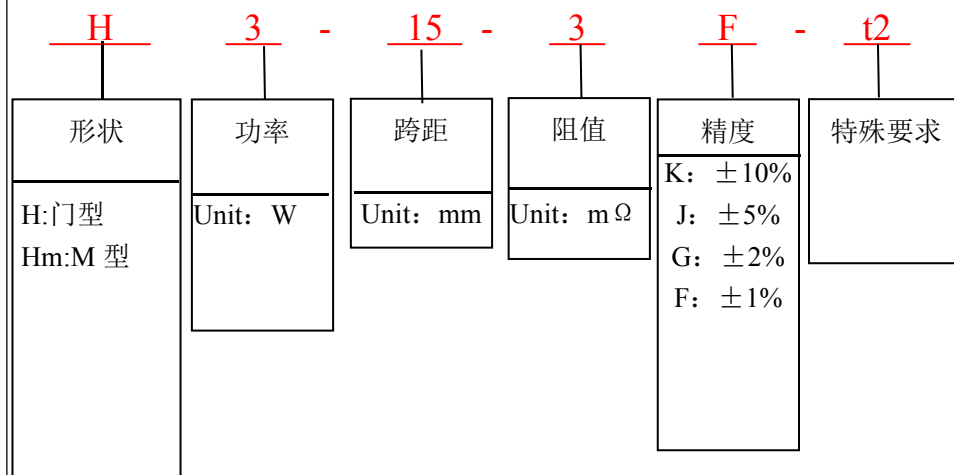 H 3 - 15 - 3 F - t2
形状 功率 跨距 阻值 精度 特殊要求
H:门型
Hm:M 型
Unit：W
Unit：mm
Unit：mΩ
K：±10%
J：±5%
G：±2%
F：±1%